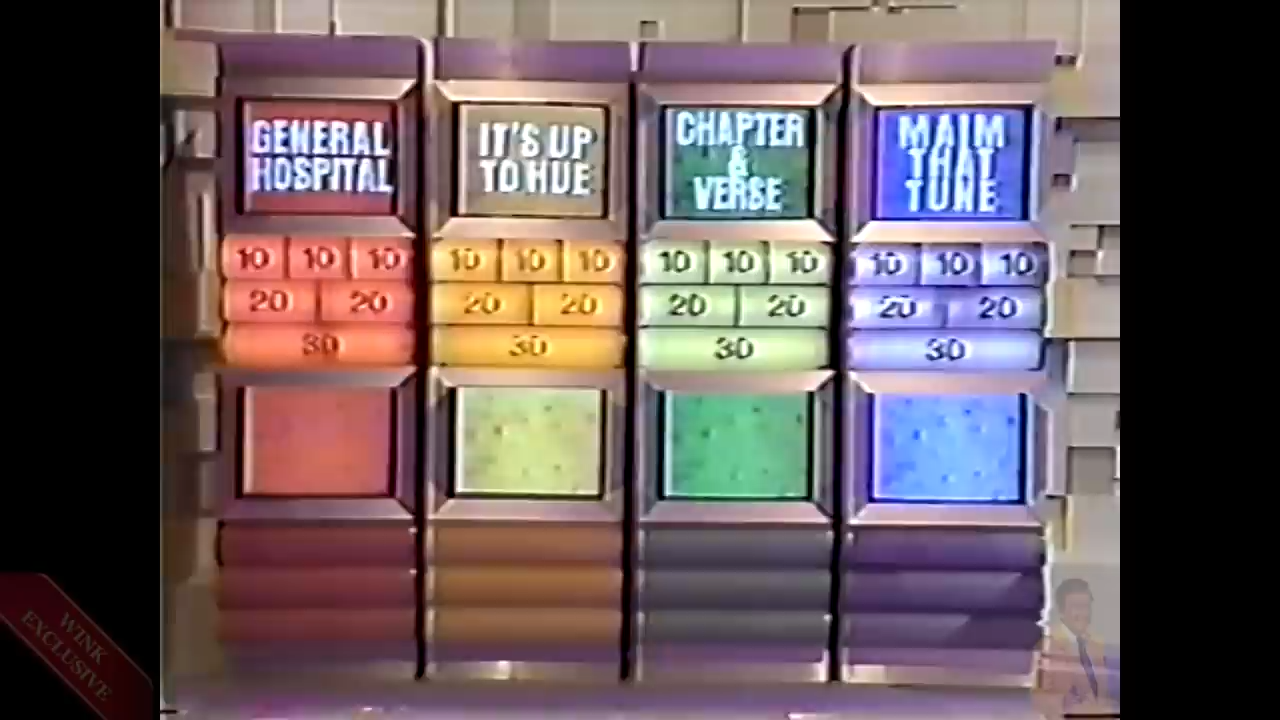 GENERAL
HOSPITAL
IT'S UP
TO HUE
CHAPTER
&
VERSE
MAIM
THAT
TUNE
10 10 10
20 20
30
10 10 10
20 20
30
10 10 10
20 20
30
10 10 10
20 20
30
WINK
EXCLUSIVE